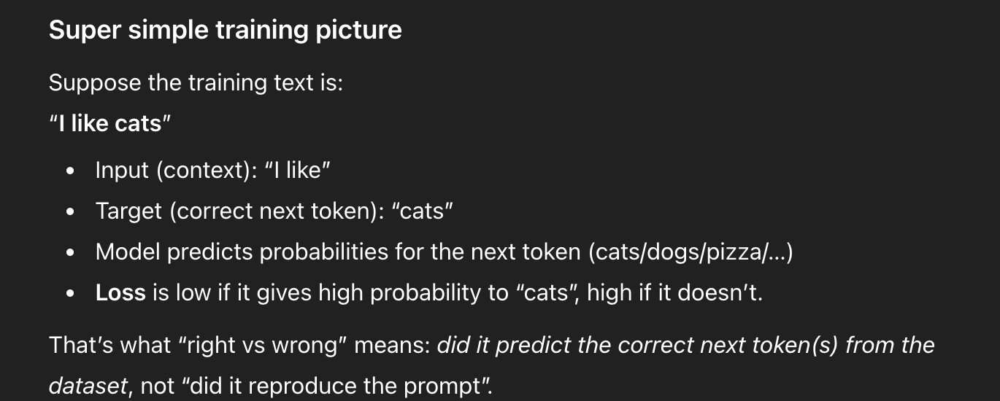 Super simple training picture
Suppose the training text is:
“I like cats”
• Input (context): “I like”
• Target (correct next token): “cats”
• Model predicts probabilities for the next token (cats/dogs/pizza/…)
• Loss is low if it gives high probability to “cats”, high if it doesn’t.
That’s what “right vs wrong” means: did it predict the correct next token(s) from the
dataset, not “did it reproduce the prompt”.